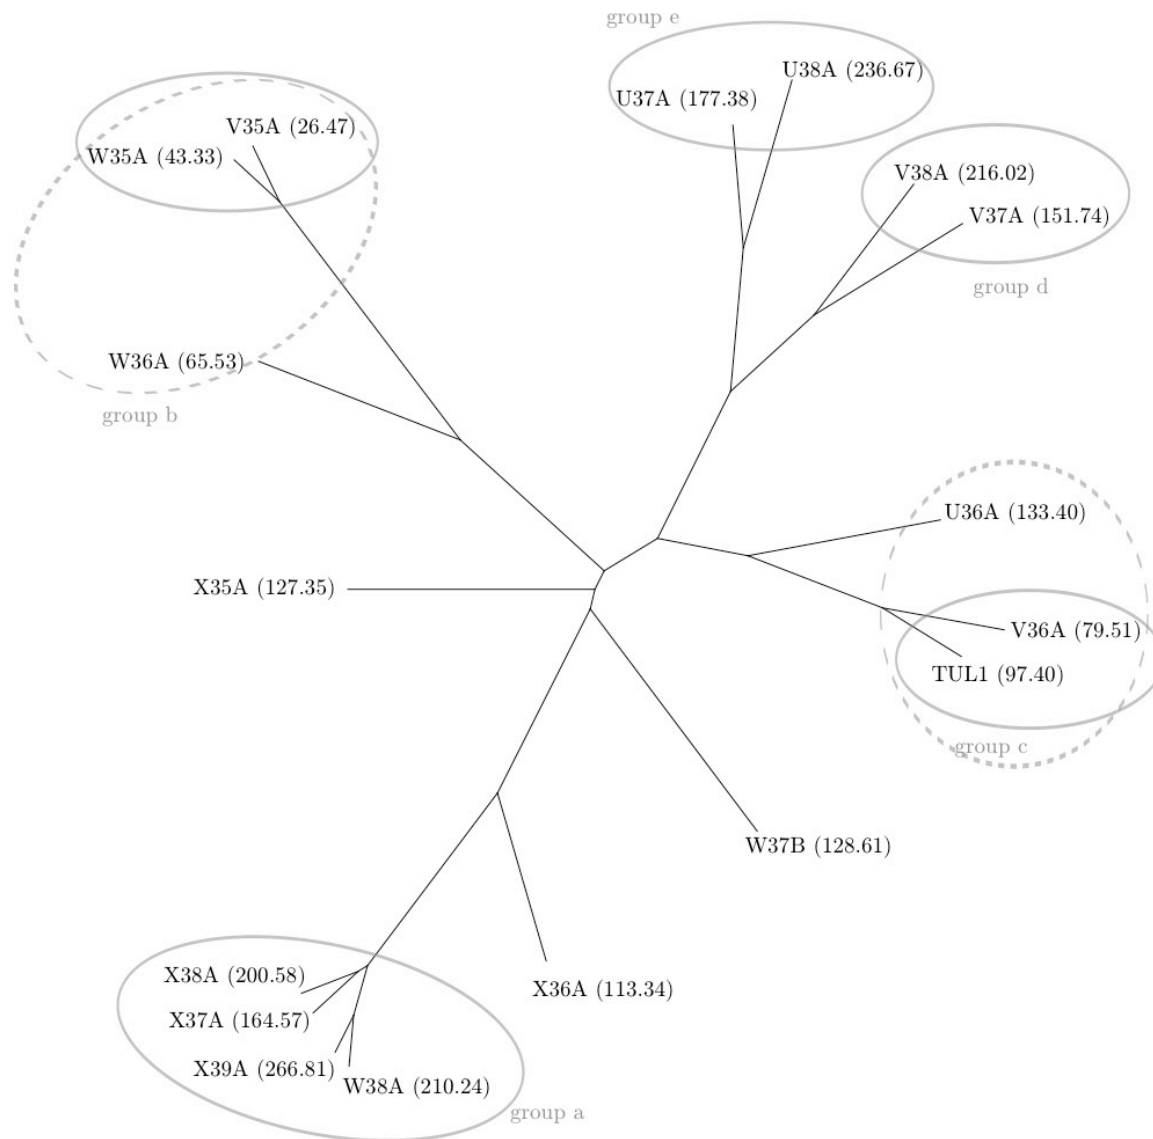 group e
U38A (236.67)
U37A (177.38)
V35A (26.47)
W35A (43.33)
V38A (216.02)
V37A (151.74)
group d
W36A (65.53)
group b
U36A (133.40)
X35A (127.35)
V36A (79.51)
TUL1 (97.40)
group c
W37B (128.61)
X38A (200.58)
X36A (113.34)
X37A (164.57)
X39A (266.81)
W38A (210.24)
group a